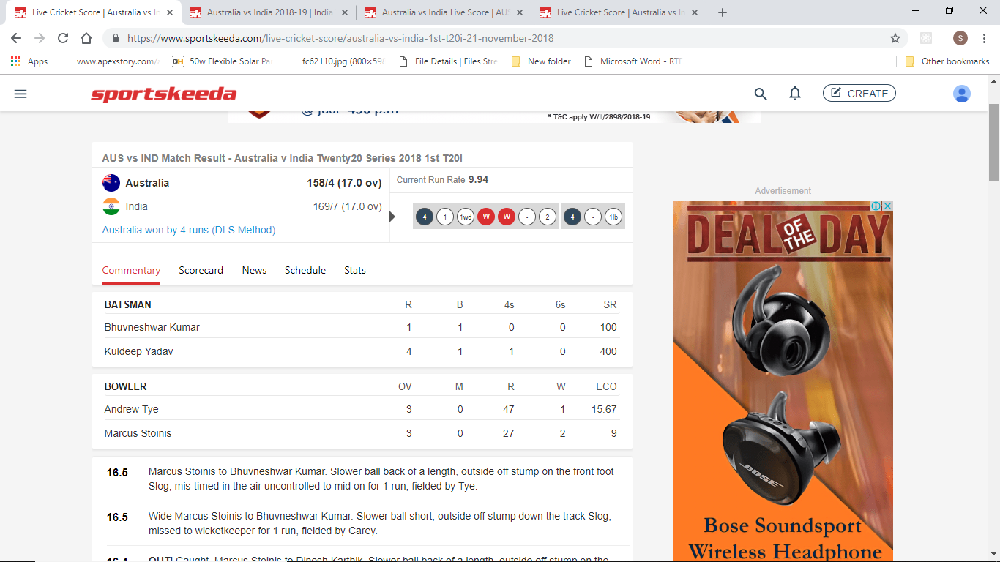 Live Cricket Score | Australia vs In
Australia vs India 2018-19 | India
Australia vs India Live Score | AUS
Live Cricket Score | Australia vs In
https://www.sportskeeda.com/live-cricket-score/australia-vs-india-1st-t20i-21-november-2018
S
Apps
www.apexstory.com/
DH 50w Flexible Solar Pa
fc62110.jpg (800×598
File Details | Files Stre
New folder
Microsoft Word - RTE
Other bookmarks
sportskeeda
CREATE
@ just 450 p.m
* T&C apply W/II/2898/2018-19
AUS vs IND Match Result - Australia v India Twenty20 Series 2018 1st T20I
Australia 158/4 (17.0 ov)
India 169/7 (17.0 ov)
Australia won by 4 runs (DLS Method)
Current Run Rate 9.94
4 1 1wd W W • 2 4 • 1lb
Commentary Scorecard News Schedule Stats
BATSMAN R B 4s 6s SR
Bhuvneshwar Kumar 1 1 0 0 100
Kuldeep Yadav 4 1 1 0 400
BOWLER OV M R W ECO
Andrew Tye 3 0 47 1 15.67
Marcus Stoinis 3 0 27 2 9
16.5 Marcus Stoinis to Bhuvneshwar Kumar. Slower ball back of a length, outside off stump on the front foot
Slog, mis-timed in the air uncontrolled to mid on for 1 run, fielded by Tye.
16.5 Wide Marcus Stoinis to Bhuvneshwar Kumar. Slower ball short, outside off stump down the track Slog,
missed to wicketkeeper for 1 run, fielded by Carey.
16.4 OUT! Caught. Marcus Stoinis to Dinesh Karthik. Slower ball back of a length, outside off stump on the
Advertisement
DEAL OF THE DAY
BOSE
Bose Soundsport
Wireless Headphone